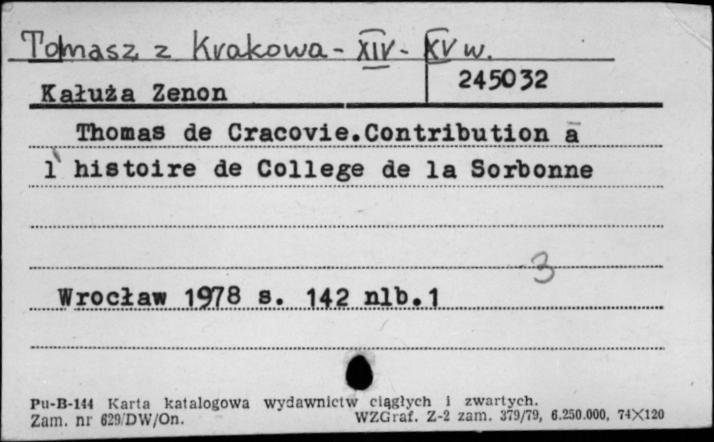 Tomasz z Krakowa - XIV - XV w.
245032
Kałuża Zenon
Thomas de Cracovie.Contribution a
l'histoire de College de la Sorbonne
3
Wrocław 1978 s. 142 nlb.1
Pu-B-144 Karta katalogowa wydawnictw ciągłych i zwartych.
Zam. nr 629/DW/On. WZGraf. Z-2 zam. 379/79, 6.250.000, 74×120